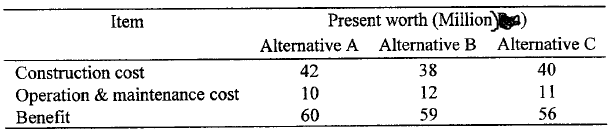 Item Present worth (Million )
Alternative A Alternative B Alternative C
Construction cost 42 38 40
Operation & maintenance cost 10 12 11
Benefit 60 59 56